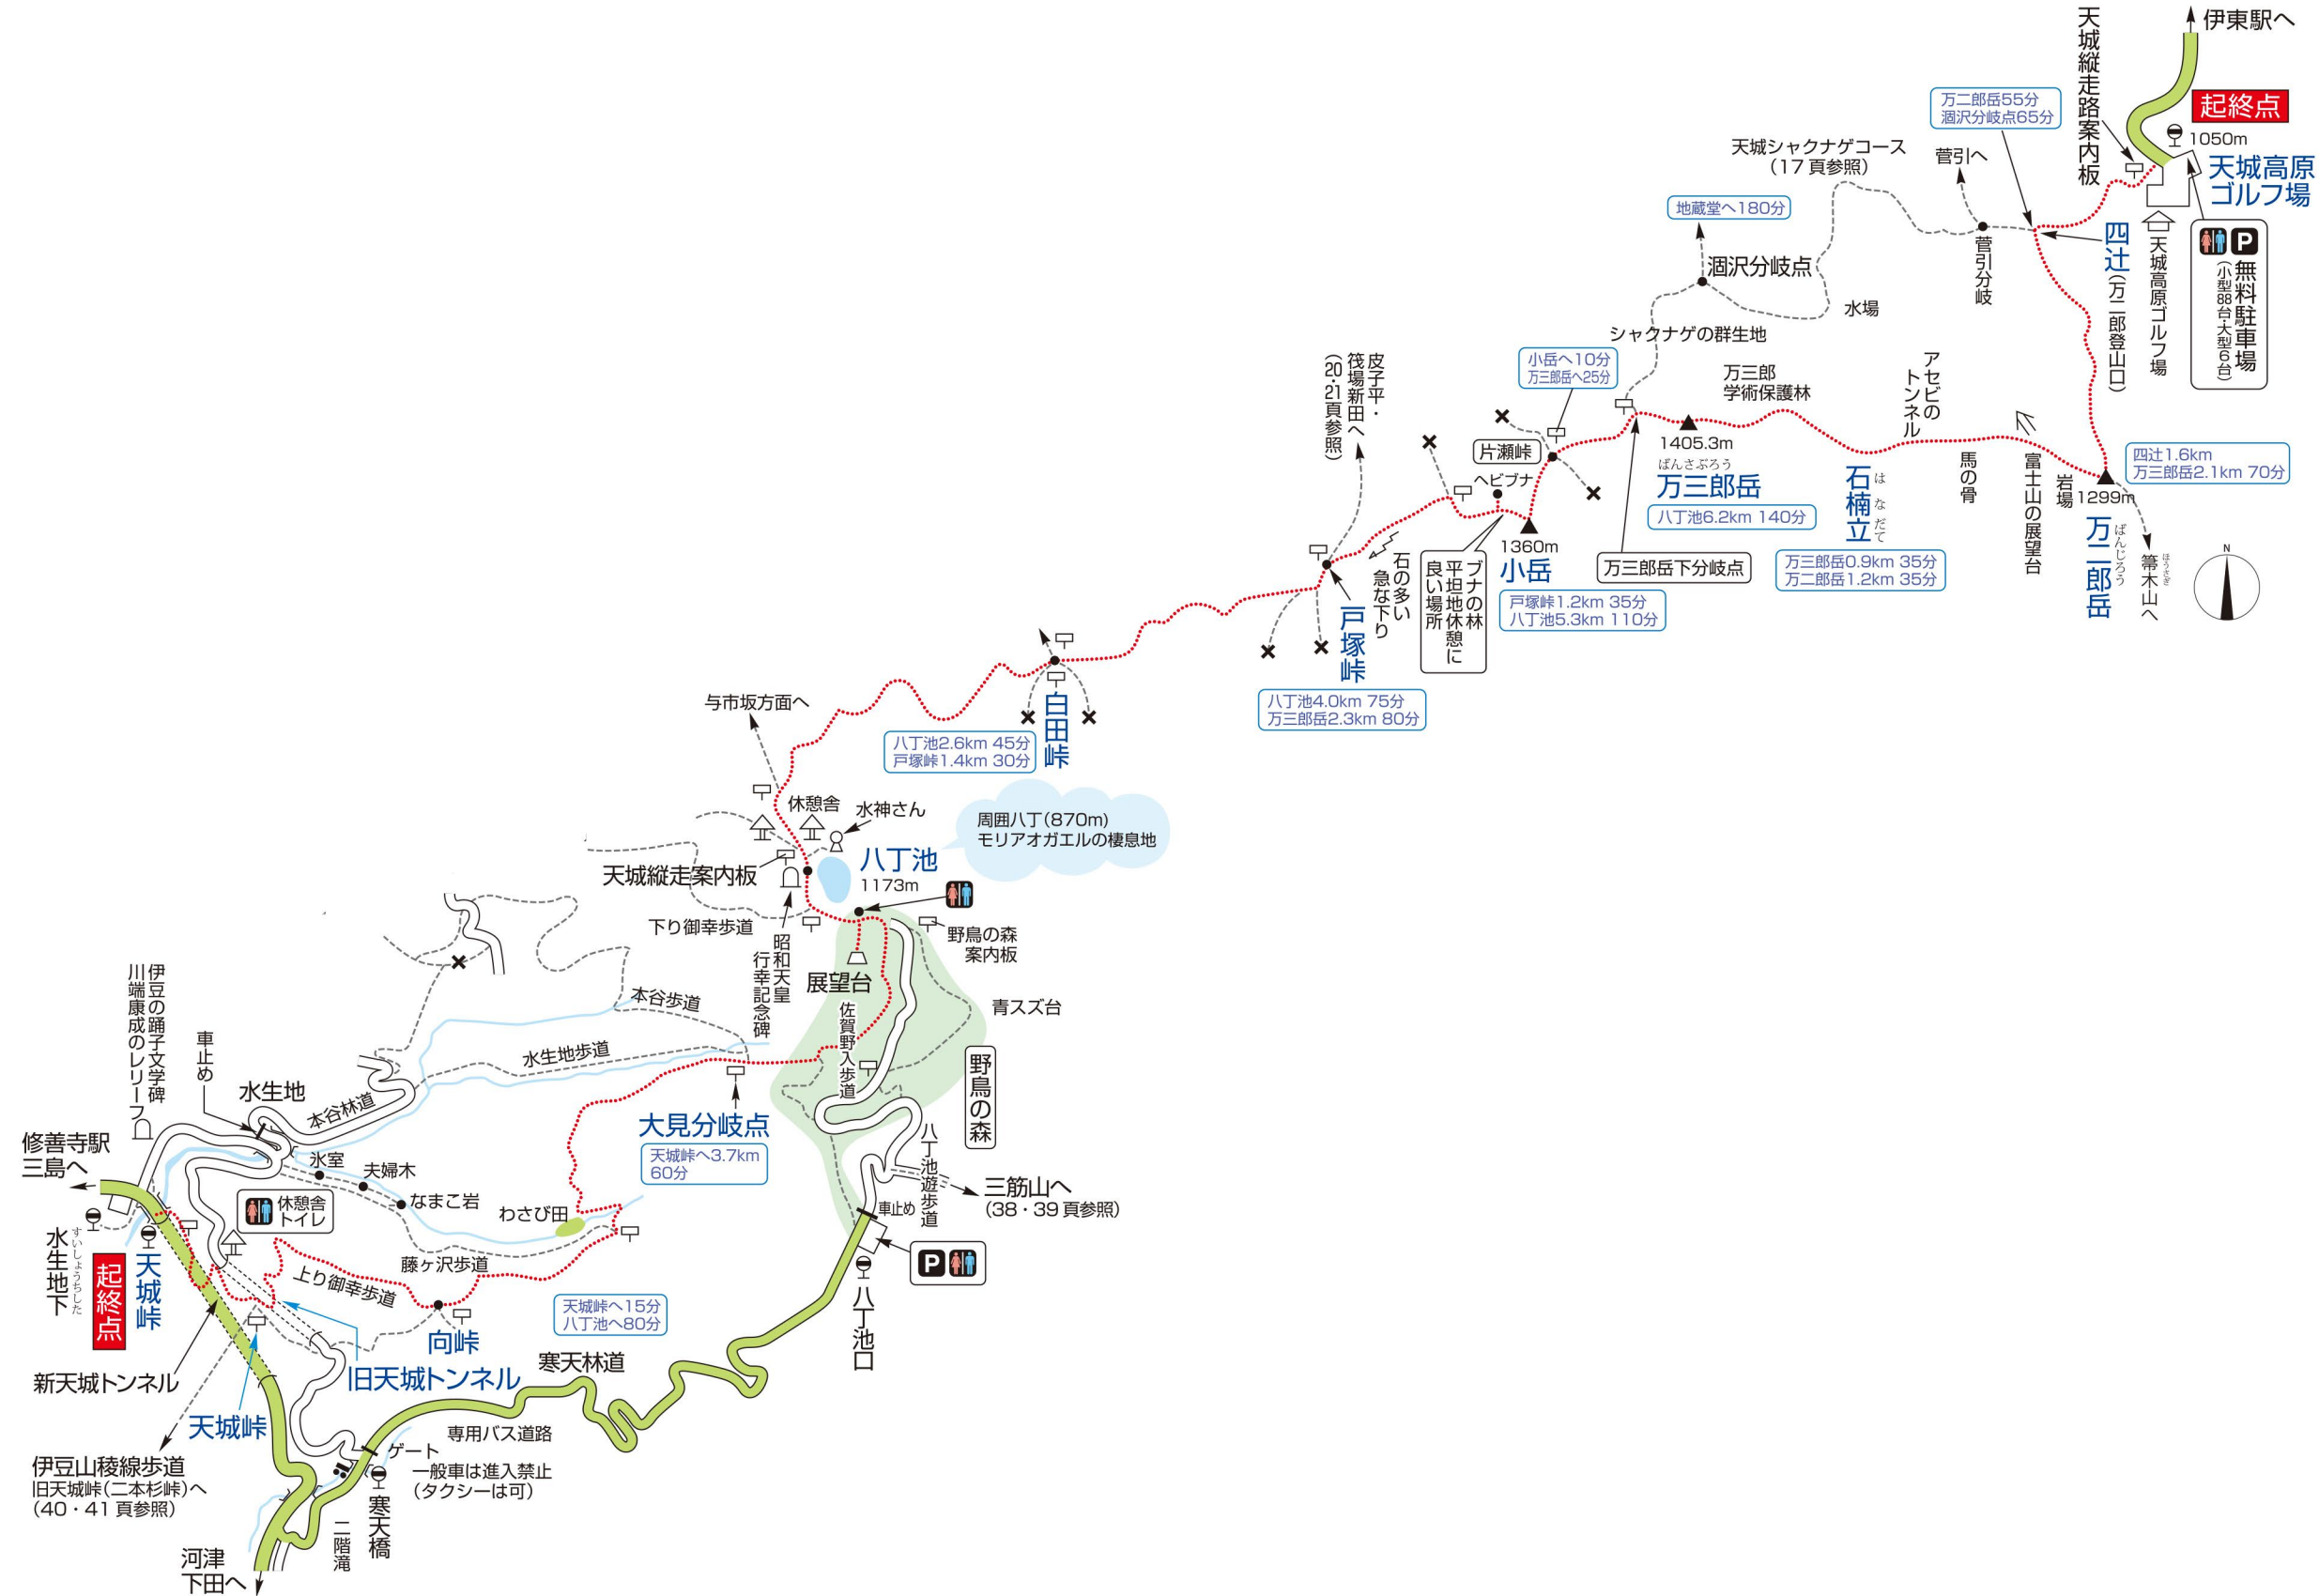 伊東駅へ
起終点
1050m
天城高原
ゴルフ場
天城縦走路案内板
無料駐車場
（小型88台・大型6台）
P
天城高原ゴルフ場
四辻（万二郎登山口）
万二郎岳55分
涸沢分岐点65分
菅引へ
菅引分岐
天城シャクナゲコース
（17頁参照）
地蔵堂へ180分
涸沢分岐点
水場
シャクナゲの群生地
四辻1.6km
万三郎岳2.1km 70分
1299m
万二郎岳
ばんじろう
箒木山へ
ほうきぎ
N
岩場
富士山の展望台
馬の骨
アセビの
トンネル
石楠立
はなだて
万三郎岳0.9km 35分
万二郎岳1.2km 35分
万三郎
学術保護林
1405.3m
ばんさぶろう
万三郎岳
八丁池6.2km 140分
万三郎岳下分岐点
小岳へ10分
万三郎岳へ25分
片瀬峠
ヘビブナ
1360m
小岳
戸塚峠1.2km 35分
八丁池5.3km 110分
ブナの林
平坦地休憩に
良い場所
石の多い
急な下り
皮子平・
筏場新田へ
（20・21頁参照）
戸塚峠
八丁池4.0km 75分
万三郎岳2.3km 80分
白田峠
八丁池2.6km 45分
戸塚峠1.4km 30分
与市坂方面へ
休憩舎
水神さん
八丁池
1173m
周囲八丁（870m）
モリアオガエルの棲息地
天城縦走案内板
下り御幸歩道
昭和天皇
行幸記念碑
野鳥の森
案内板
展望台
佐賀野入歩道
青スズ台
野鳥の森
八丁池遊歩道
三筋山へ
（38・39頁参照）
車止め
P
八丁池口
本谷歩道
水生地歩道
大見分岐点
天城峠へ3.7km
60分
伊豆の踊子文学碑
川端康成のレリーフ
車止め
水生地
本谷林道
修善寺駅
三島へ
氷室
夫婦木
なまこ岩
わさび田
休憩舎
トイレ
藤ヶ沢歩道
上り御幸歩道
水生地下
すいしょうちした
起終点
天城峠
向峠
天城峠へ15分
八丁池へ80分
旧天城トンネル
新天城トンネル
天城峠
寒天林道
専用バス道路
ゲート
一般車は進入禁止
（タクシーは可）
伊豆山稜線歩道
旧天城峠（二本杉峠）へ
（40・41頁参照）
寒天橋
二階滝
河津
下田へ